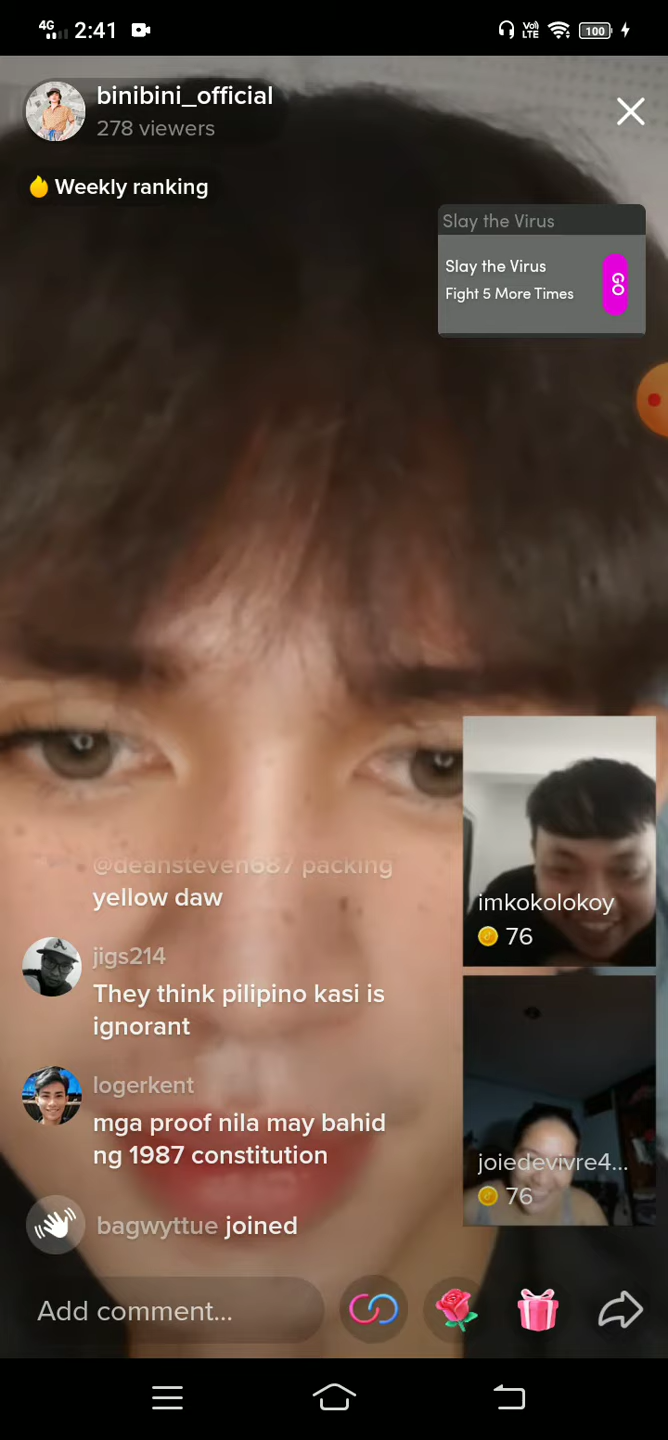 4G 2:41 Vo) LTE 100
binibini_official
278 viewers
Weekly ranking
Slay the Virus
Slay the Virus
Fight 5 More Times
GO
@deansteven687 packing
yellow daw
jigs214
They think pilipino kasi is
ignorant
logerkent
mga proof nila may bahid
ng 1987 constitution
bagwyttue joined
imkokolokoy
76
joiedevivre4...
76
Add comment...